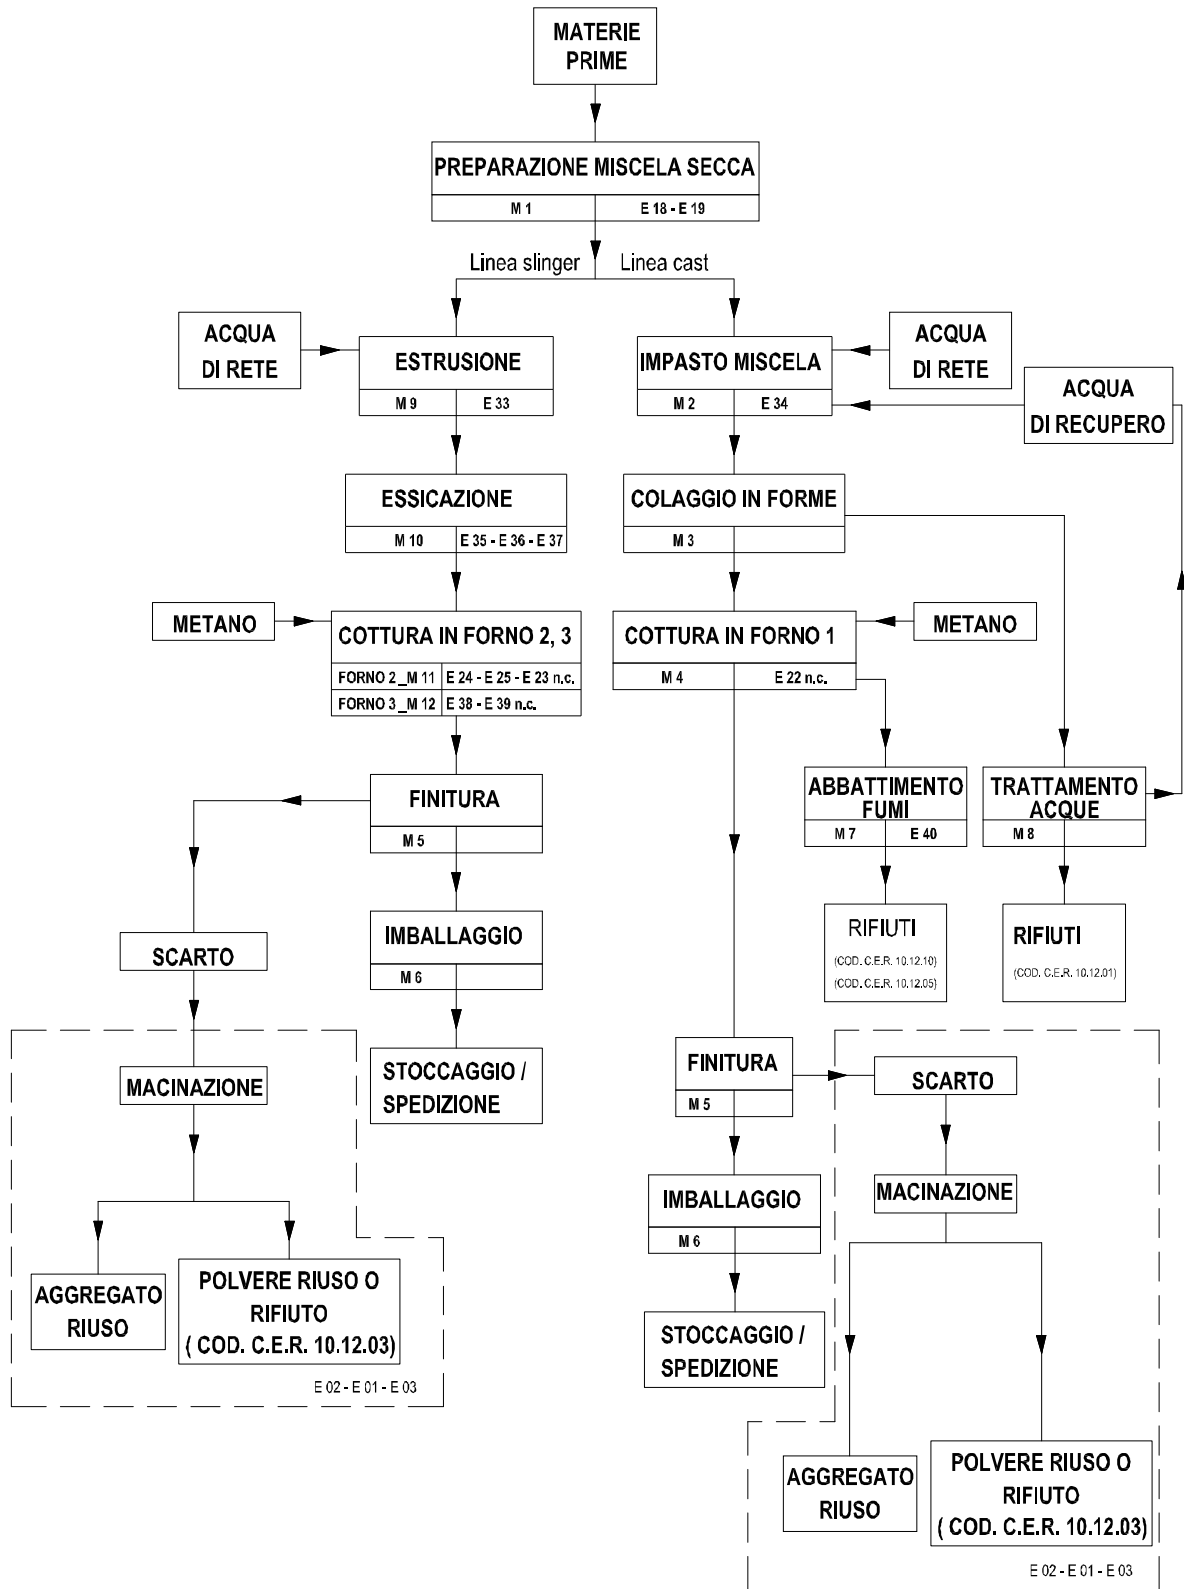 MATERIE
PRIME
PREPARAZIONE MISCELA SECCA
M 1
E 18 - E 19
Linea slinger
Linea cast
ACQUA
DI RETE
ESTRUSIONE
M 9
E 33
IMPASTO MISCELA
M 2
E 34
ACQUA
DI RETE
ACQUA
DI RECUPERO
ESSICAZIONE
M 10
E 35 - E 36 - E 37
COLAGGIO IN FORME
M 3
METANO
COTTURA IN FORNO 2, 3
FORNO 2_M 11
E 24 - E 25 - E 23 n.c.
FORNO 3_M 12
E 38 - E 39 n.c.
COTTURA IN FORNO 1
M 4
E 22 n.c.
METANO
FINITURA
M 5
ABBATTIMENTO
FUMI
M 7
E 40
TRATTAMENTO
ACQUE
M 8
SCARTO
IMBALLAGGIO
M 6
RIFIUTI
(COD. C.E.R. 10.12.10)
(COD. C.E.R. 10.12.05)
RIFIUTI
(COD. C.E.R. 10.12.01)
MACINAZIONE
STOCCAGGIO /
SPEDIZIONE
FINITURA
M 5
SCARTO
IMBALLAGGIO
M 6
MACINAZIONE
AGGREGATO
RIUSO
POLVERE RIUSO O
RIFIUTO
( COD. C.E.R. 10.12.03)
E 02 - E 01 - E 03
STOCCAGGIO /
SPEDIZIONE
AGGREGATO
RIUSO
POLVERE RIUSO O
RIFIUTO
( COD. C.E.R. 10.12.03)
E 02 - E 01 - E 03